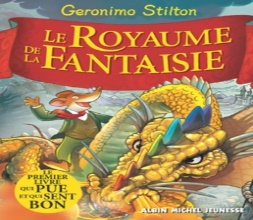 Geronimo Stilton
LE ROYAUME
DE LA
FANTAISIE
LE PREMIER
LIVRE
QUI PUE
ET QUI SENT
BON
ALBIN MICHEL JEUNESSE